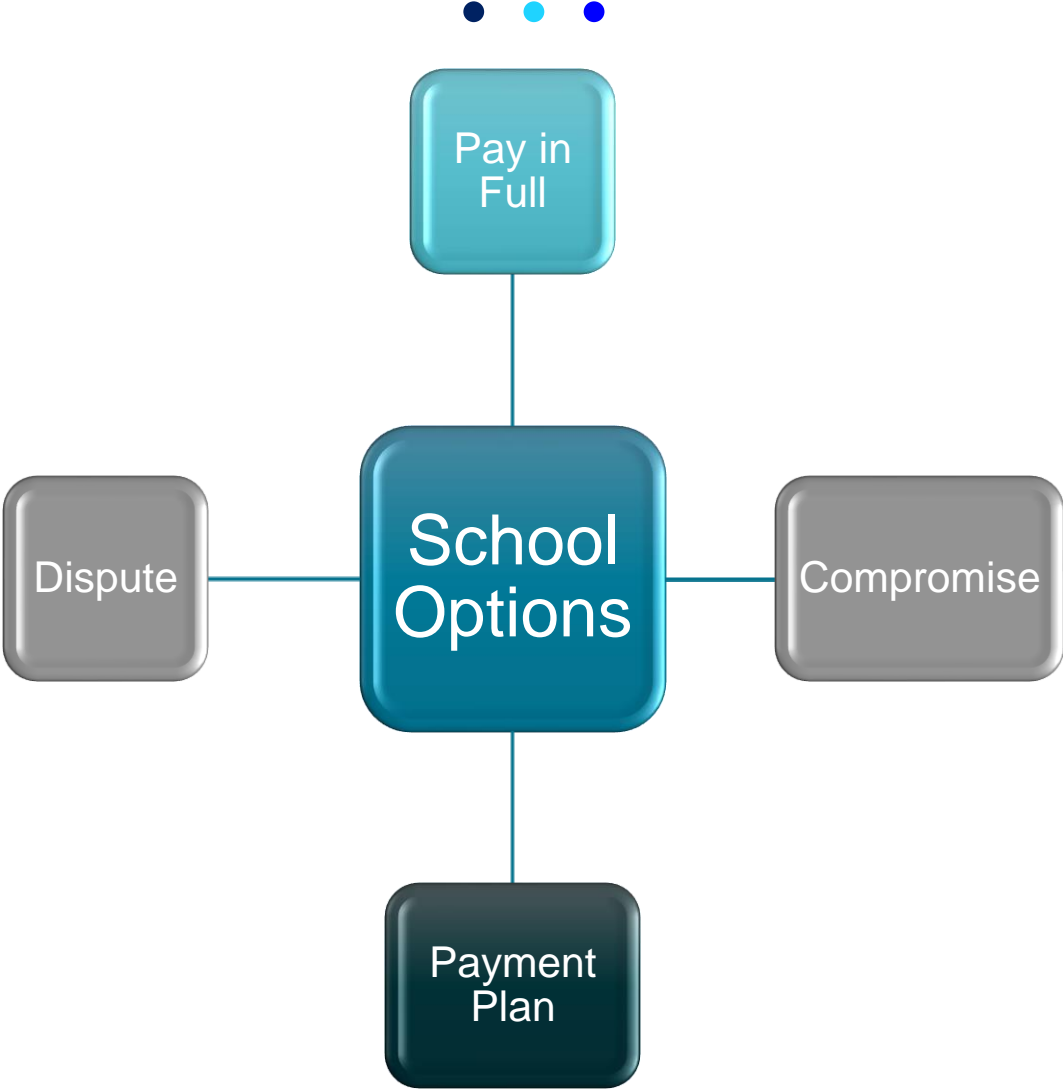 Pay in
Full
Dispute
School
Options
Compromise
Payment
Plan